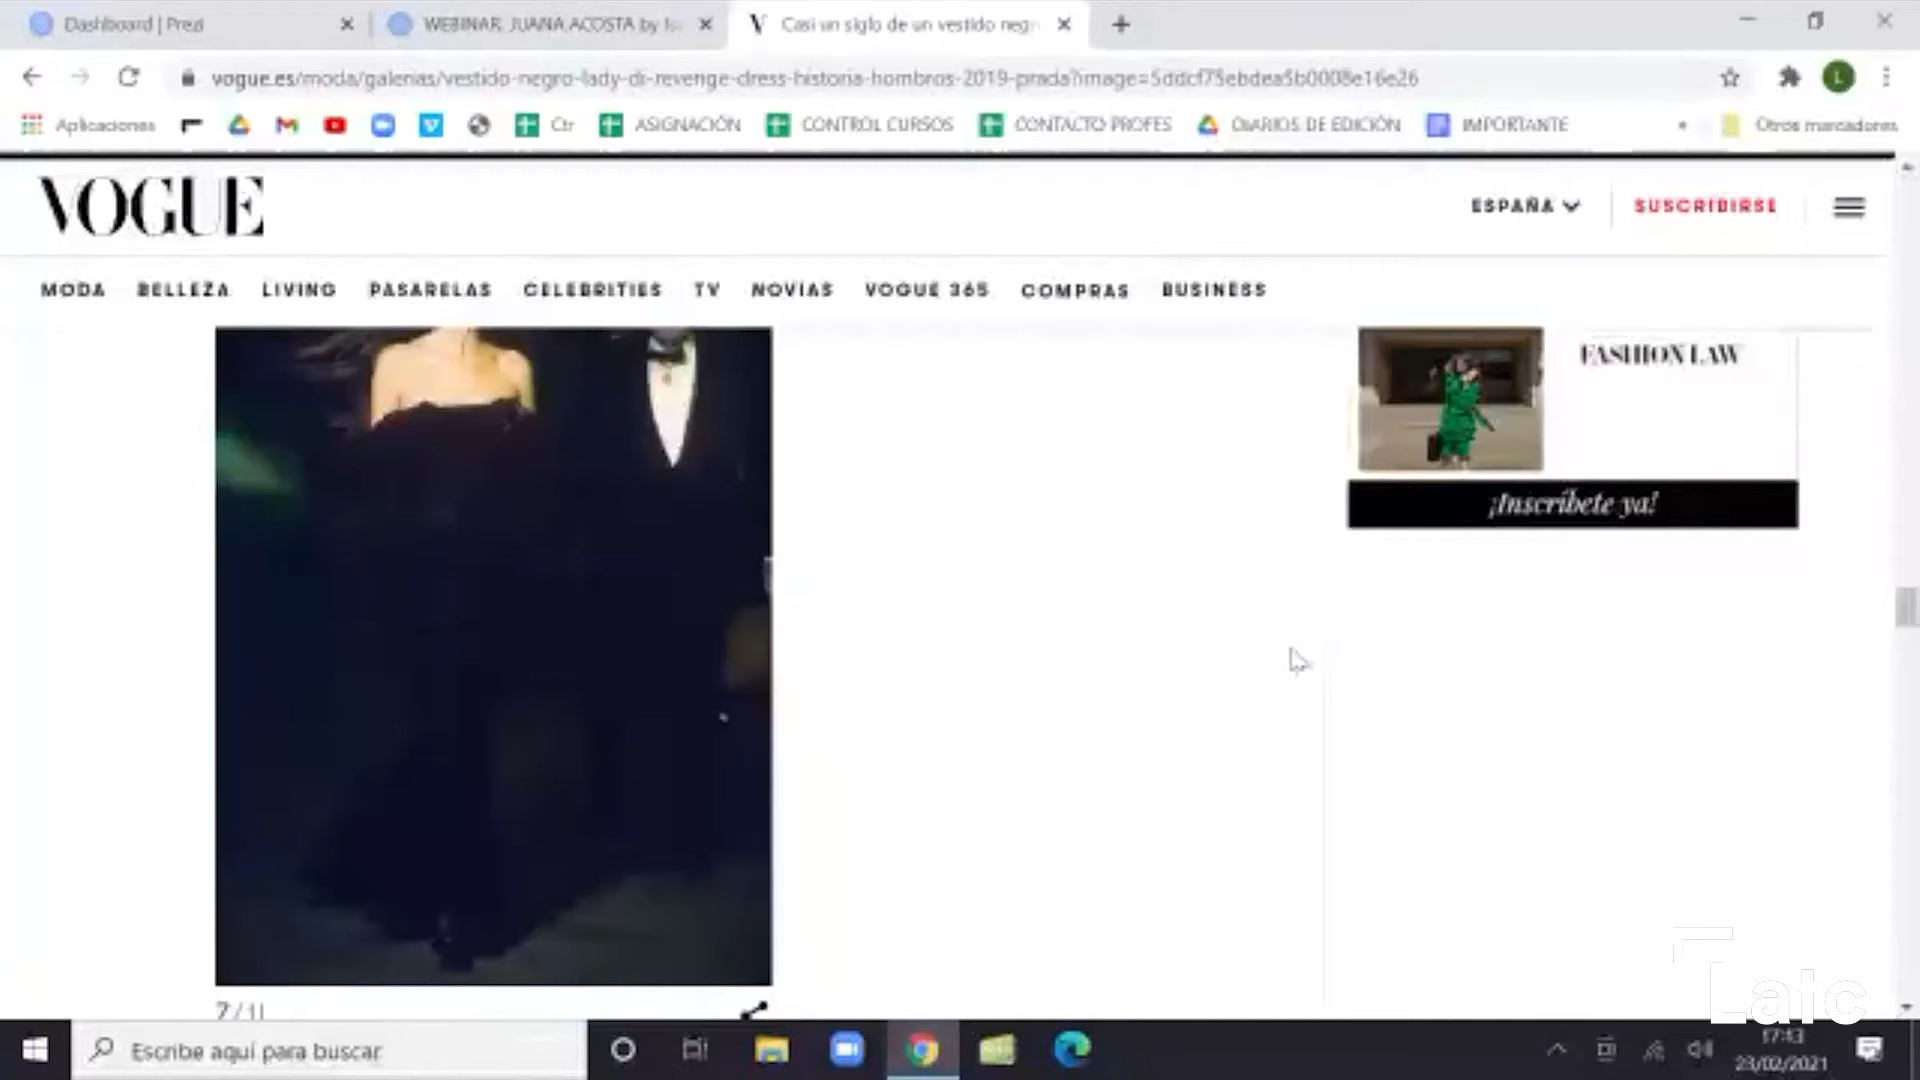 Dashboard | Prezi
WEBINAR, JUANA ACOSTA by Is
Casi un siglo de un vestido negr
vogue.es/moda/galerias/vestido-negro-lady-di-revenge-dress-historia-hombros-2019-prada?image=5ddcf75ebdea5b0008e16e26
L
Aplicaciones
Ctr
ASIGNACIÓN
CONTROL CURSOS
CONTACTO PROFES
DIARIOS DE EDICIÓN
IMPORTANTE
Otros marcadores
VOGUE
ESPAÑA
SUSCRIBIRSE
MODA BELLEZA LIVING PASARELAS CELEBRITIES TV NOVIAS VOGUE 365 COMPRAS BUSINESS
FASHION LAW
¡Inscríbete ya!
7/11
Laic
Escribe aquí para buscar
17:13
23/02/2021